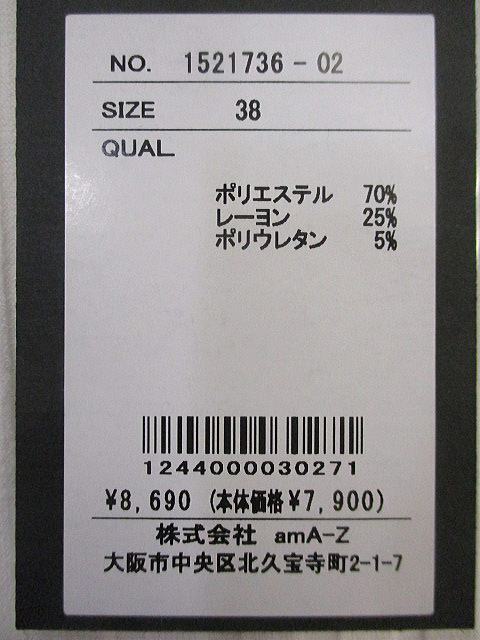 NO. 1521736-02
SIZE 38
QUAL
ポリエステル 70%
レーヨン 25%
ポリウレタン 5%
1244000030271
¥8,690 (本体価格¥7,900)
株式会社 amA-Z
大阪市中央区北久宝寺町2-1-7